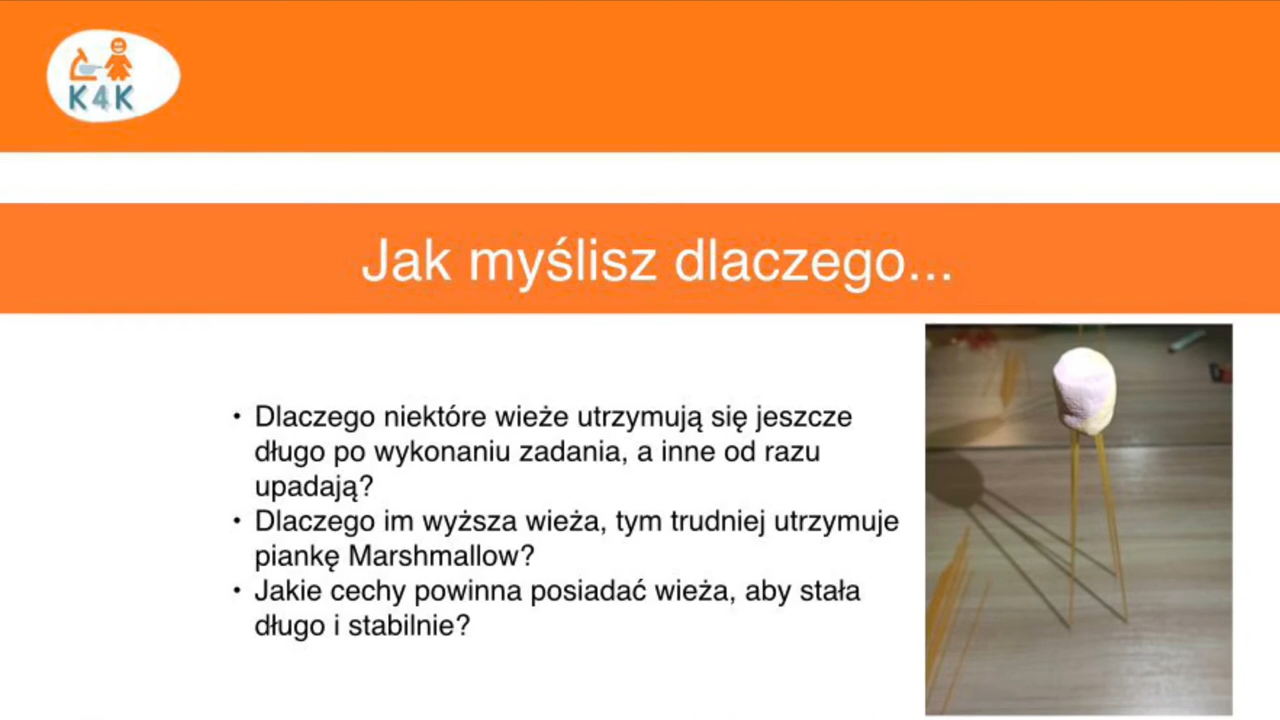 K4K
Jak myślisz dlaczego...
• Dlaczego niektóre wieże utrzymują się jeszcze
długo po wykonaniu zadania, a inne od razu
upadają?
• Dlaczego im wyższa wieża, tym trudniej utrzymuje
piankę Marshmallow?
• Jakie cechy powinna posiadać wieża, aby stała
długo i stabilnie?